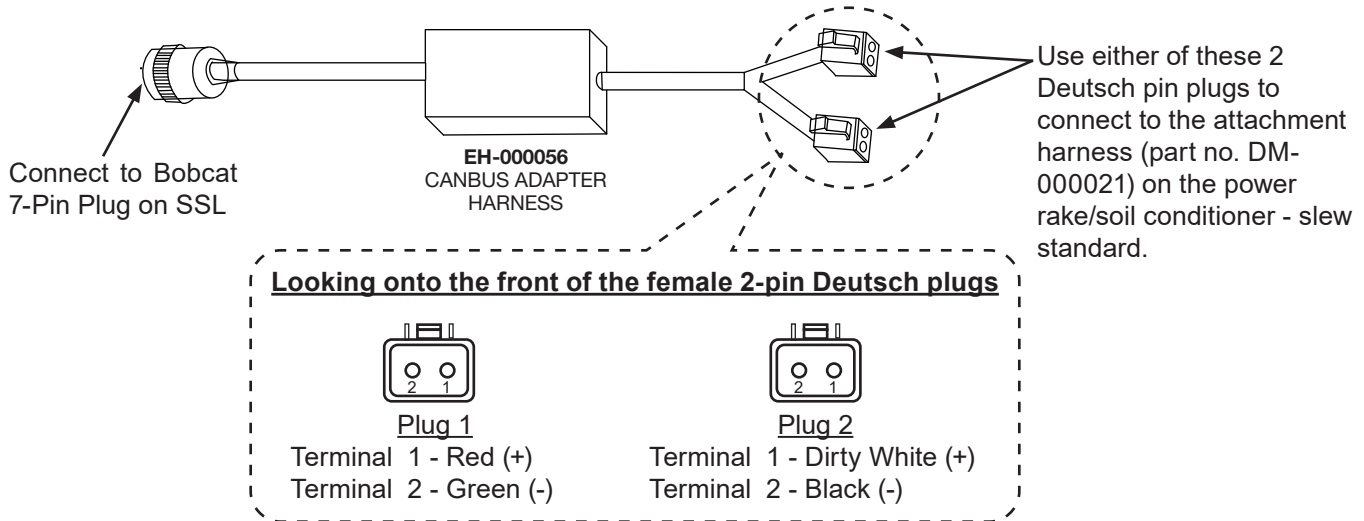 Connect to Bobcat
7-Pin Plug on SSL
EH-000056
CANBUS ADAPTER
HARNESS
Use either of these 2
Deutsch pin plugs to
connect to the attachment
harness (part no. DM-
000021) on the power
rake/soil conditioner - slew
standard.
Looking onto the front of the female 2-pin Deutsch plugs
2 1
Plug 1
Terminal 1 - Red (+)
Terminal 2 - Green (-)
2 1
Plug 2
Terminal 1 - Dirty White (+)
Terminal 2 - Black (-)